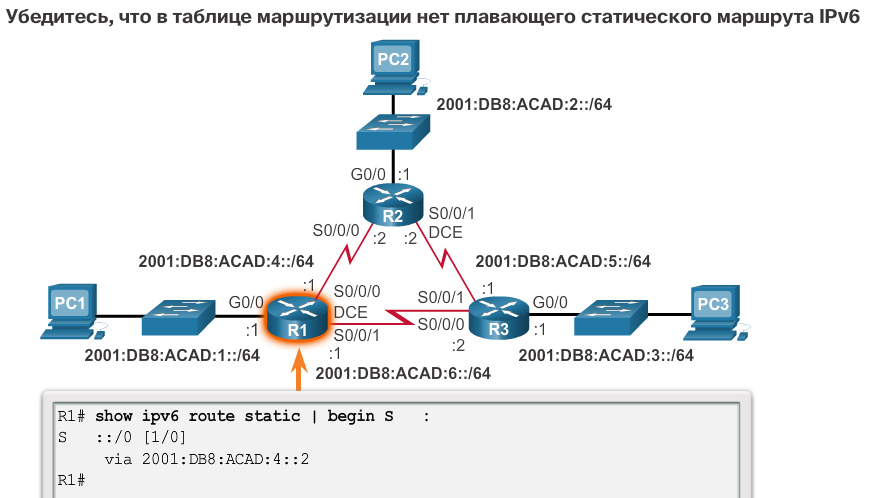 Убедитесь, что в таблице маршрутизации нет плавающего статического маршрута IPv6
PC2
2001:DB8:ACAD:2::/64
G0/0
:1
R2
S0/0/0
S0/0/1
DCE
:2
:2
2001:DB8:ACAD:4::/64
2001:DB8:ACAD:5::/64
:1
:1
PC1
G0/0
S0/0/0
DCE
S0/0/1
G0/0
PC3
R1
S0/0/0
R3
:1
S0/0/1
:1
:1
:2
2001:DB8:ACAD:1::/64
2001:DB8:ACAD:3::/64
2001:DB8:ACAD:6::/64
R1# show ipv6 route static | begin S   :
S   ::/0 [1/0]
     via 2001:DB8:ACAD:4::2
R1#